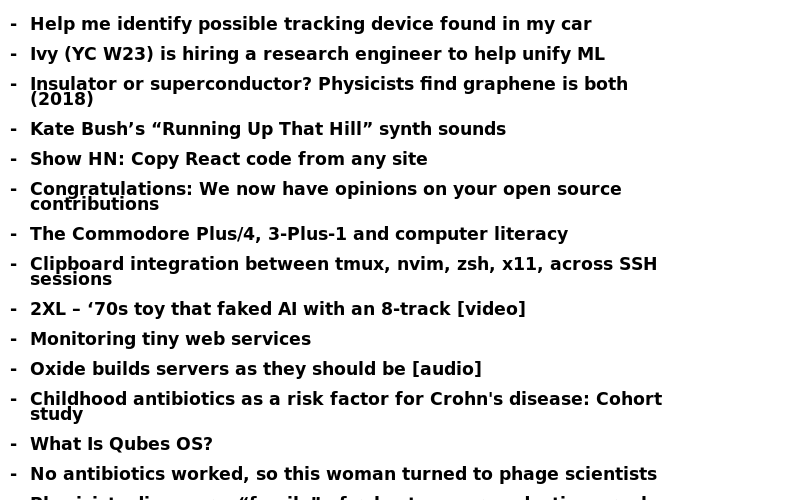 - Help me identify possible tracking device found in my car
- Ivy (YC W23) is hiring a research engineer to help unify ML
- Insulator or superconductor? Physicists find graphene is both
(2018)
- Kate Bush’s “Running Up That Hill” synth sounds
- Show HN: Copy React code from any site
- Congratulations: We now have opinions on your open source
contributions
- The Commodore Plus/4, 3-Plus-1 and computer literacy
- Clipboard integration between tmux, nvim, zsh, x11, across SSH
sessions
- 2XL – ‘70s toy that faked AI with an 8-track [video]
- Monitoring tiny web services
- Oxide builds servers as they should be [audio]
- Childhood antibiotics as a risk factor for Crohn's disease: Cohort
study
- What Is Qubes OS?
- No antibiotics worked, so this woman turned to phage scientists